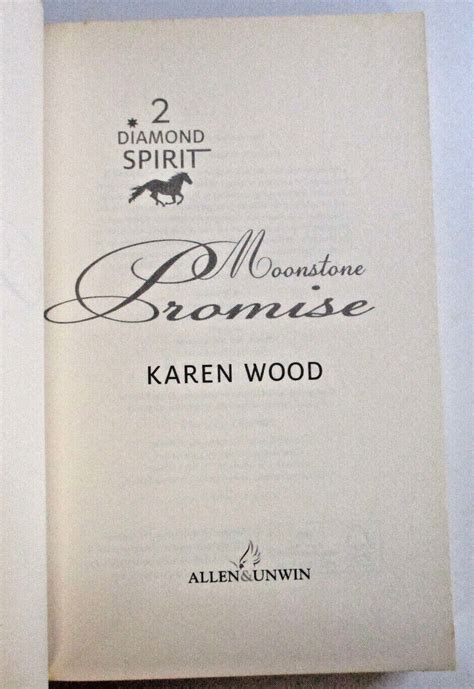 2
DIAMOND
SPIRIT
Moonstone
Promise
KAREN WOOD
ALLEN&UNWIN